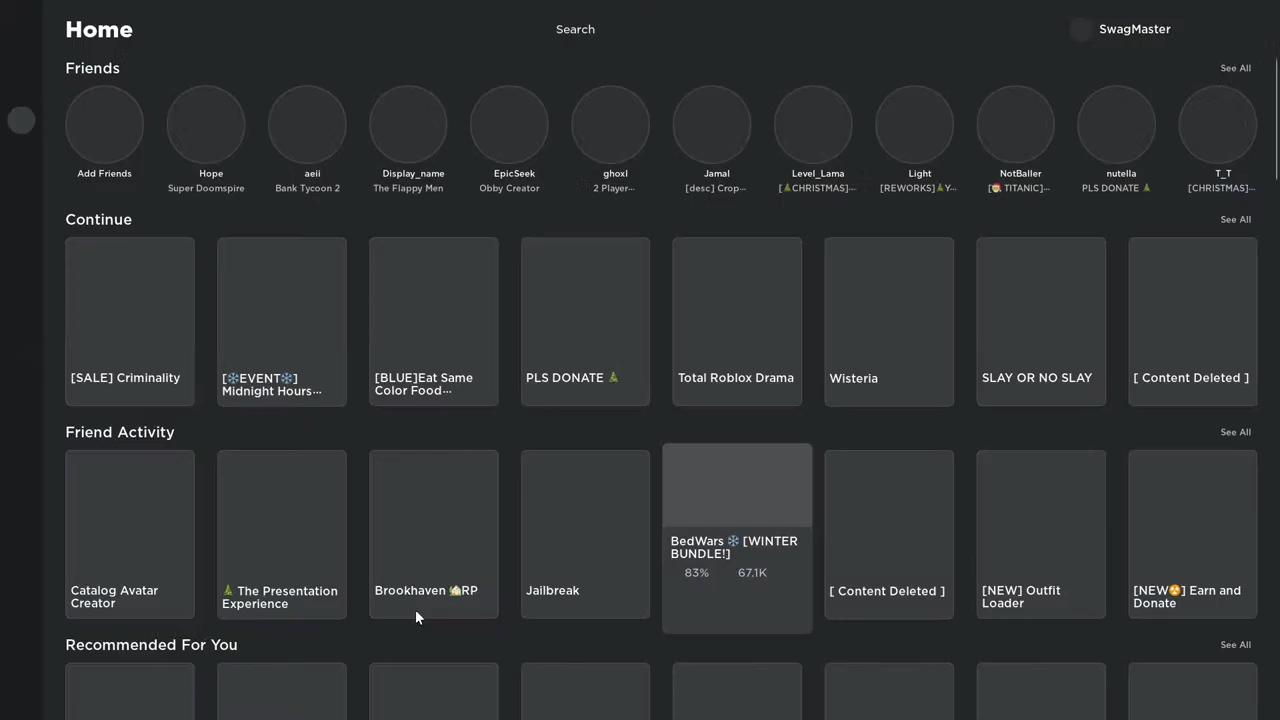 Home
Search
SwagMaster
Friends
See All
Add Friends
Hope
Super Doomspire
aeii
Bank Tycoon 2
Display_name
The Flappy Men
EpicSeek
Obby Creator
ghoxl
2 Player···
Jamal
[desc] Crop···
Level_Lama
[🎄CHRISTMAS]···
Light
[REWORKS]🎄Y···
NotBaller
[🎅 TITANIC]···
nutella
PLS DONATE 🎄
T_T
[CHRISTMAS]···
Continue
See All
[SALE] Criminality
[❄️EVENT❄️]
Midnight Hours···
[BLUE]Eat Same
Color Food···
PLS DONATE 🎄
Total Roblox Drama
Wisteria
SLAY OR NO SLAY
[ Content Deleted ]
Friend Activity
See All
Catalog Avatar
Creator
🎄 The Presentation
Experience
Brookhaven 🏡RP
Jailbreak
BedWars ❄️ [WINTER
BUNDLE!]
83%
67.1K
[ Content Deleted ]
[NEW] Outfit
Loader
[NEW😳] Earn and
Donate
Recommended For You
See All